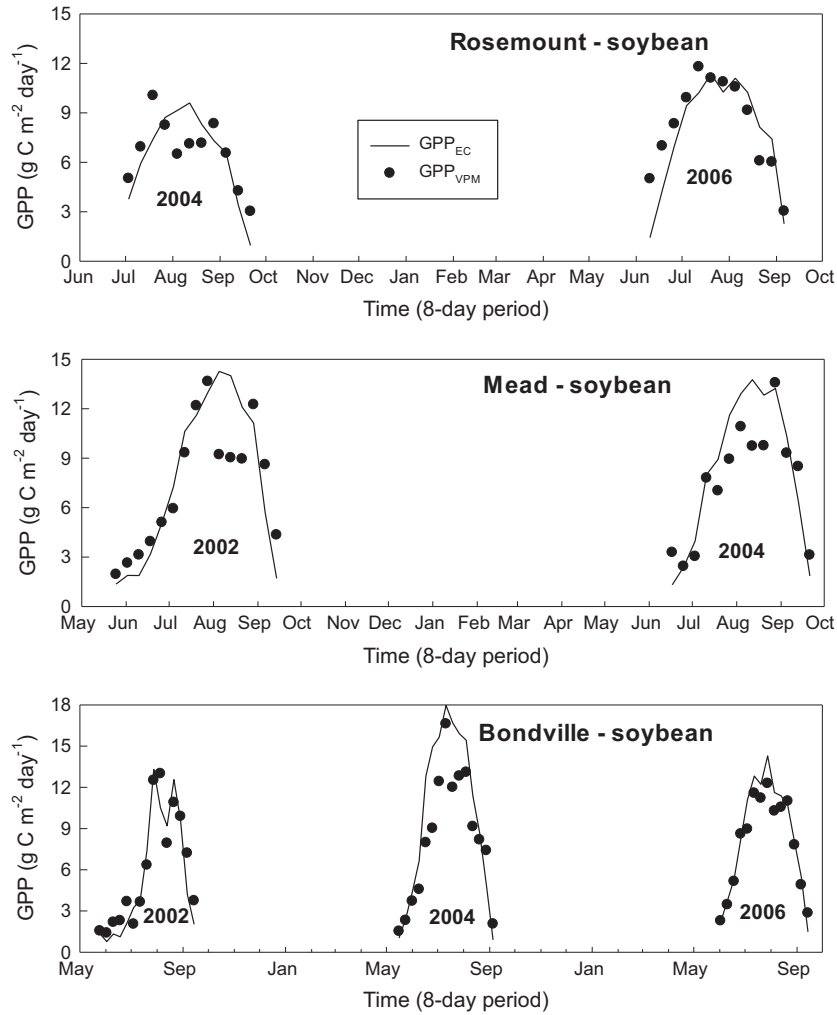 Rosemount - soybean
GPP (g C m-2 day-1)
15
12
9
6
3
0
GPPEC
GPPVPM
2004
2006
Jun Jul Aug Sep Oct Nov Dec Jan Feb Mar Apr May Jun Jul Aug Sep Oct
Time (8-day period)
Mead - soybean
GPP (g C m-2 day-1)
15
12
9
6
3
0
2002
2004
May Jun Jul Aug Sep Oct Nov Dec Jan Feb Mar Apr May Jun Jul Aug Sep Oct
Time (8-day period)
Bondville - soybean
GPP (g C m-2 day-1)
18
15
12
9
6
3
0
2002
2004
2006
May Sep Jan May Sep Jan May Sep
Time (8-day period)